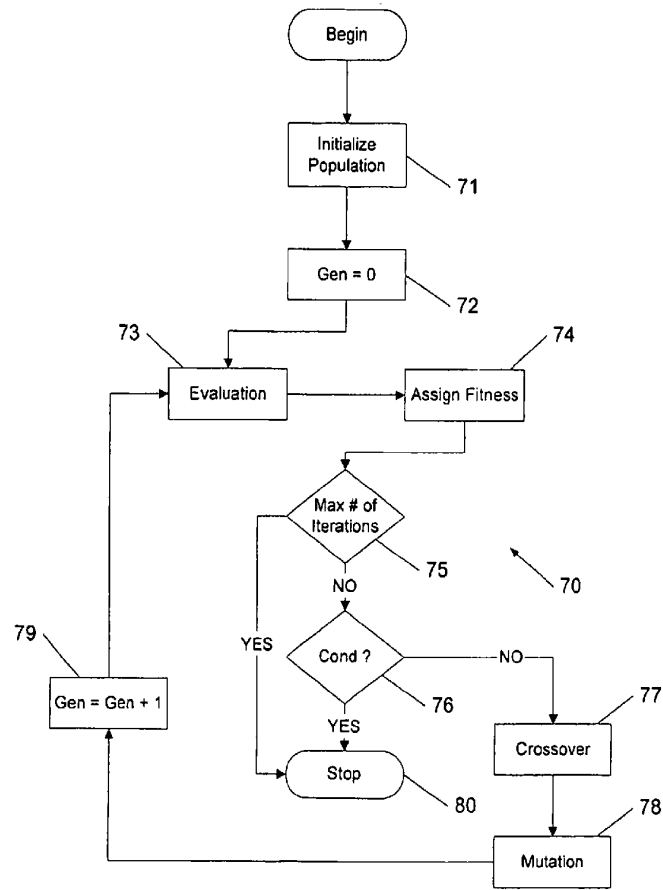 Begin
Initialize
Population
71
Gen = 0
72
73
74
Evaluation
Assign Fitness
Max # of
Iterations
75
70
NO
YES
79
Cond ?
NO
76
77
Gen = Gen + 1
YES
Crossover
Stop
80
78
Mutation